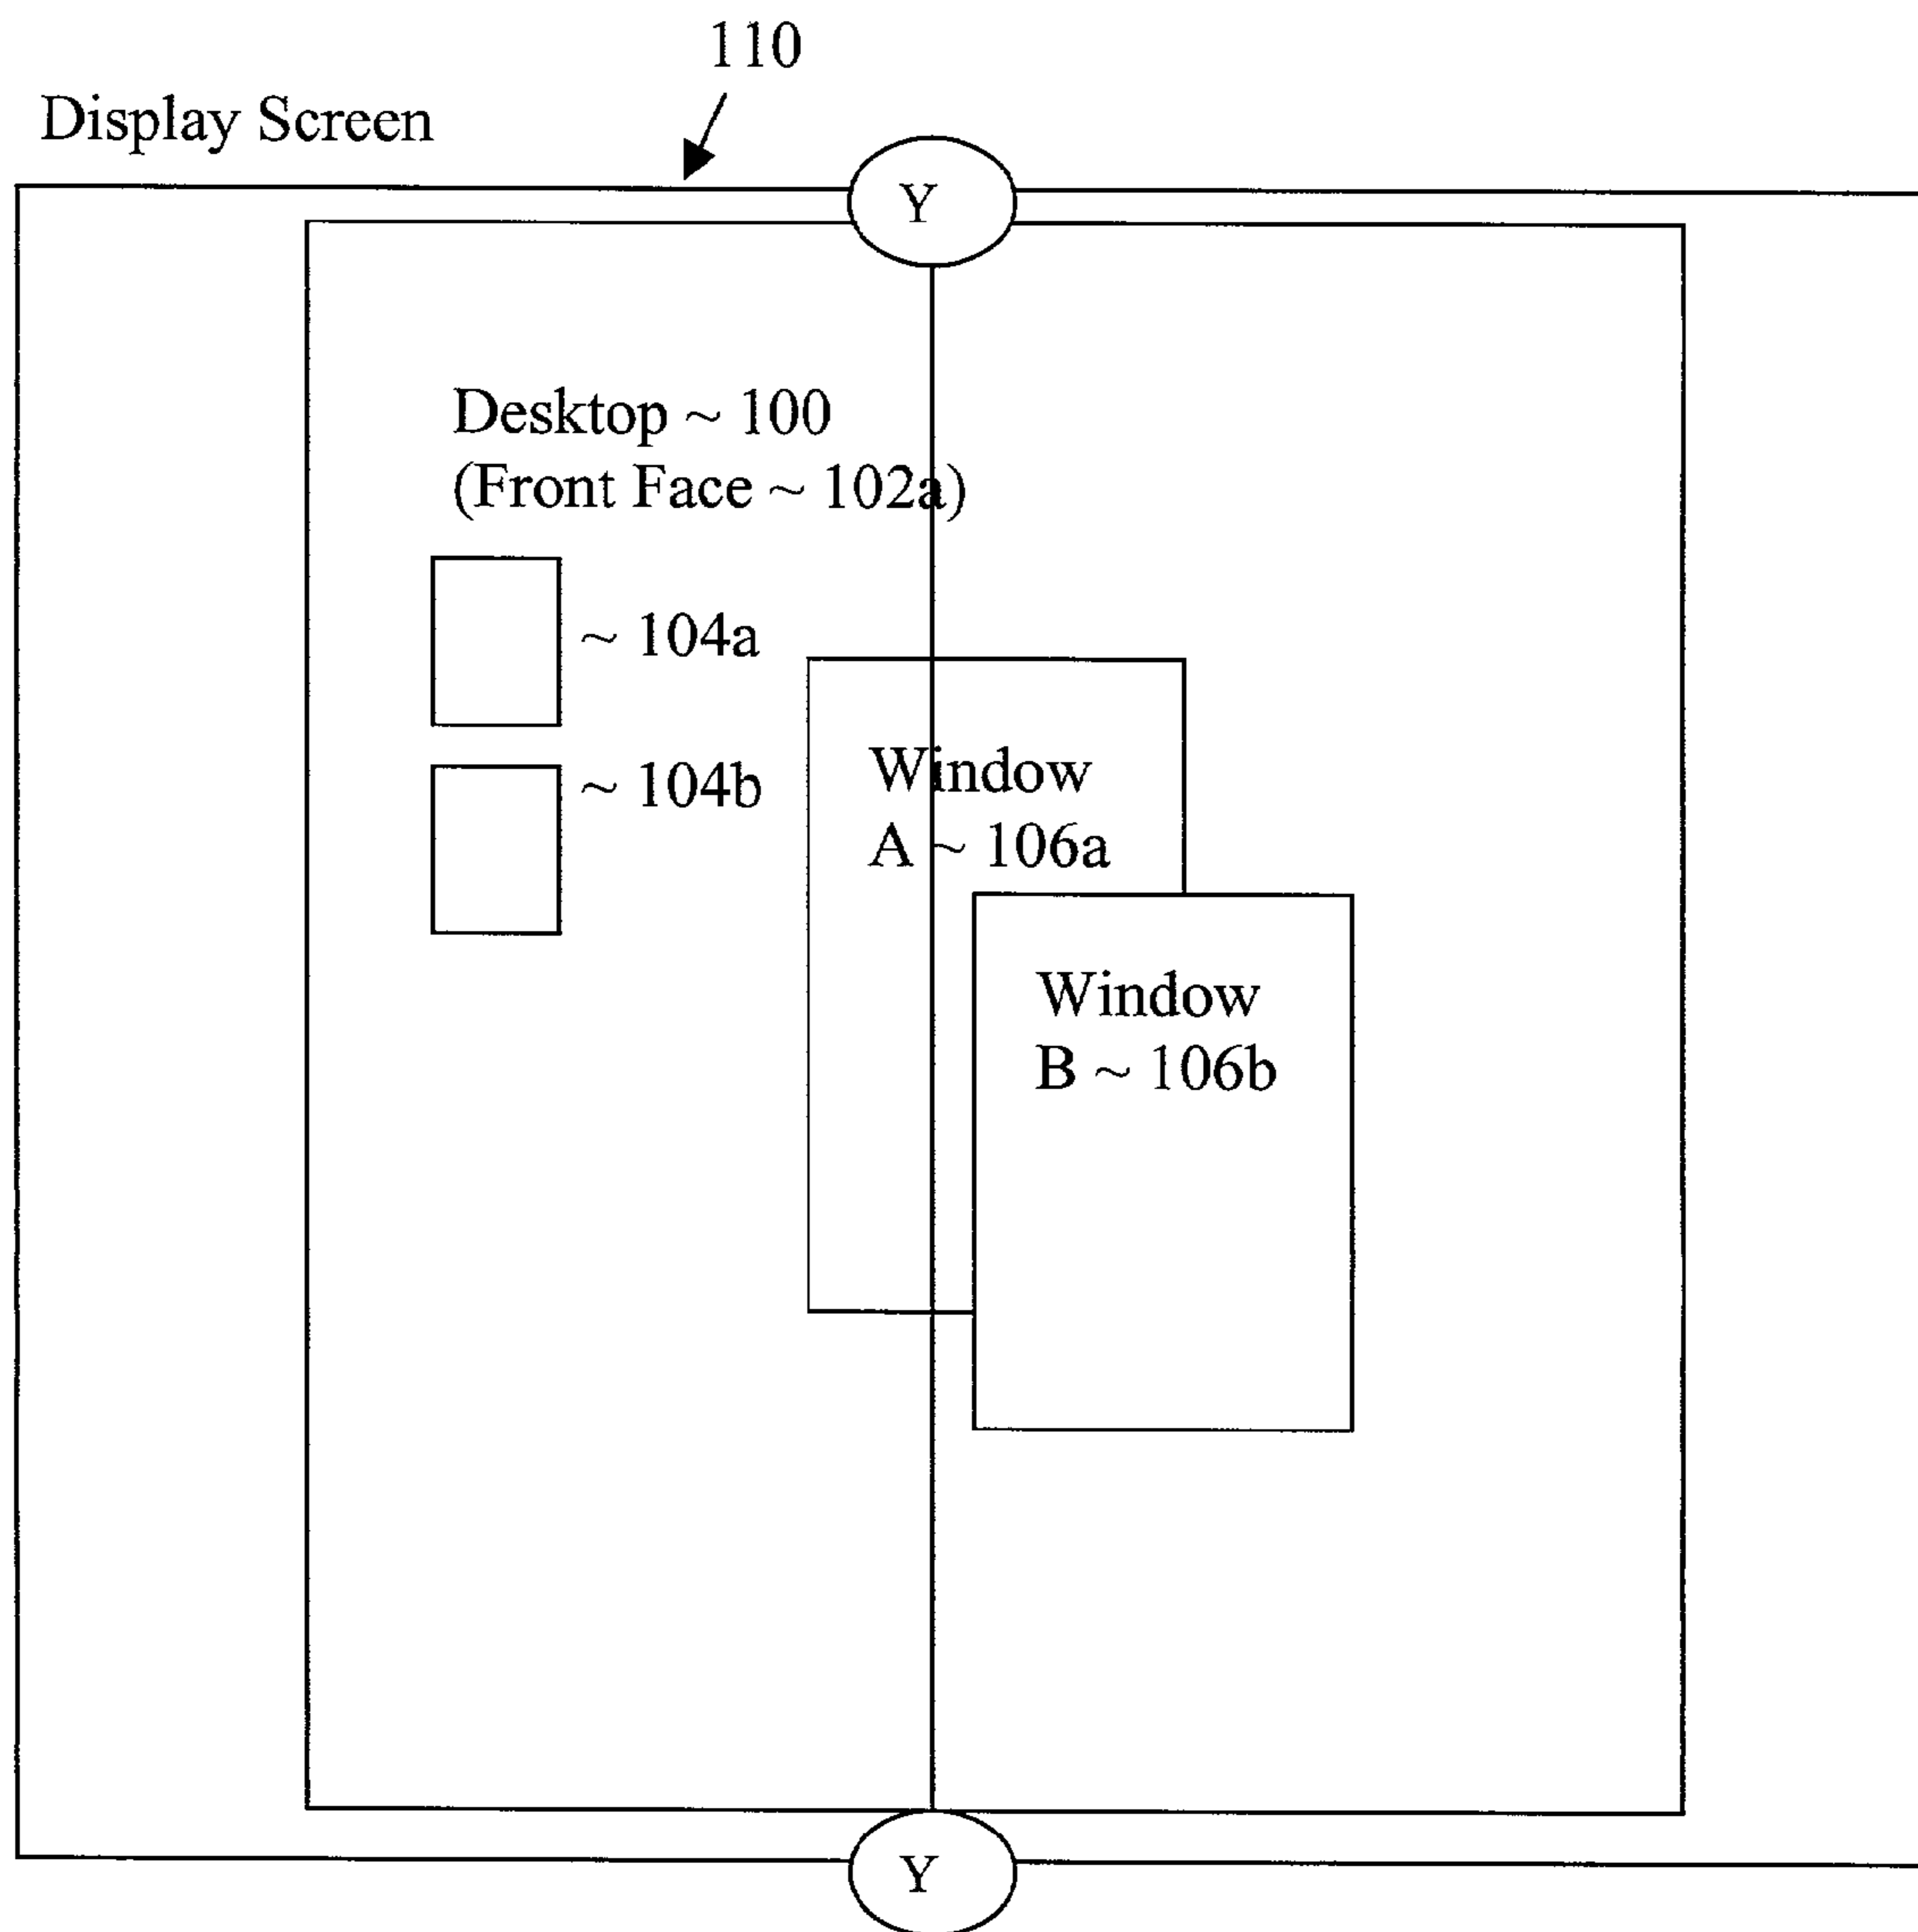 110
Display Screen
Y
Desktop ~ 100
(Front Face ~ 102a)
~ 104a
~ 104b
Window
A ~ 106a
Window
B ~ 106b
Y